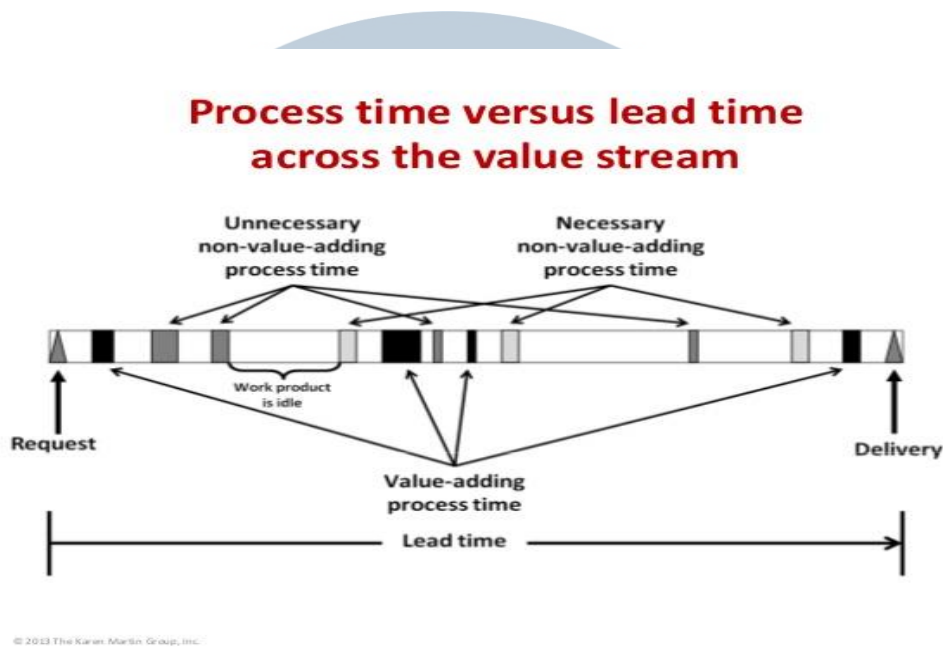 Process time versus lead time
across the value stream
Unnecessary
non-value-adding
process time
Necessary
non-value-adding
process time
Work product
is idle
Request
Delivery
Value-adding
process time
Lead time
© 2013 The Karen Martin Group, Inc.